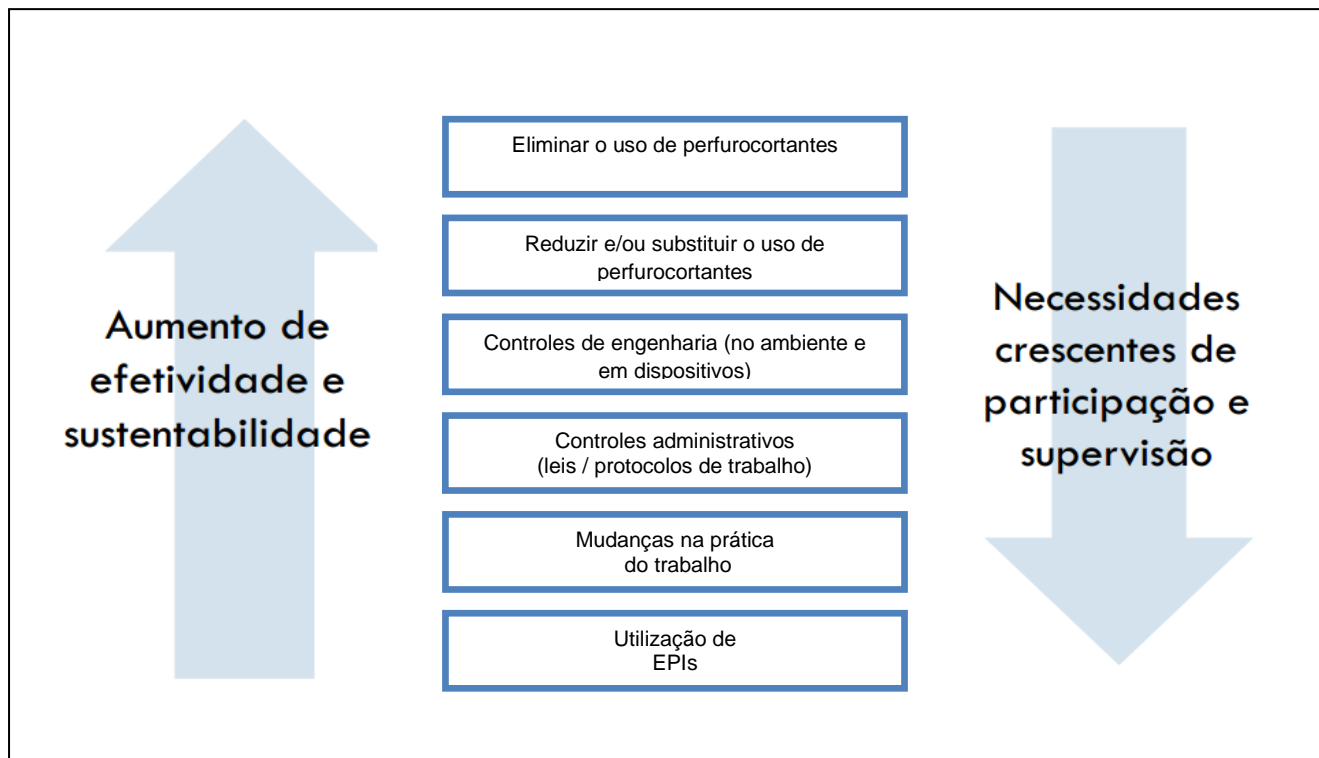 Eliminar o uso de perfurocortantes
Reduzir e/ou substituir o uso de
perfurocortantes
Aumento de
efetividade e
sustentabilidade
Controles de engenharia (no ambiente e
em dispositivos)
Controles administrativos
(leis / protocolos de trabalho)
Mudanças na prática
do trabalho
Utilização de
EPIs
Necessidades
crescentes de
participação e
supervisão